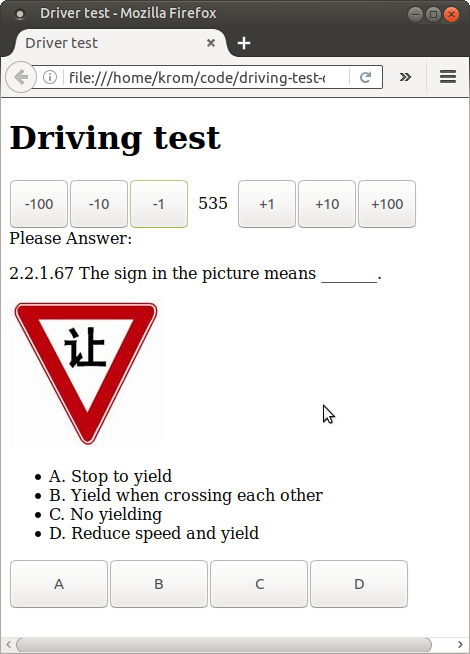 Driver test - Mozilla Firefox
Driver test
file:///home/krom/code/driving-test-
Driving test
-100 -10 -1 535 +1 +10 +100
Please Answer:
2.2.1.67 The sign in the picture means _______.
让
A. Stop to yield
B. Yield when crossing each other
C. No yielding
D. Reduce speed and yield
A B C D